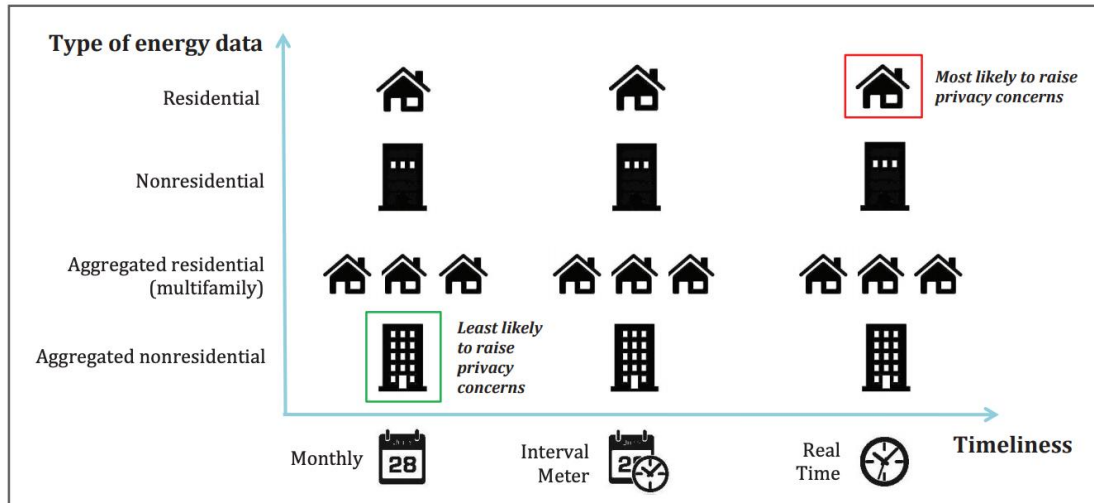 Type of energy data
Residential
Most likely to raise
privacy concerns
Nonresidential
Aggregated residential
(multifamily)
Aggregated nonresidential
Least likely
to raise
privacy
concerns
Monthly
28
Interval
Meter
Real
Time
Timeliness